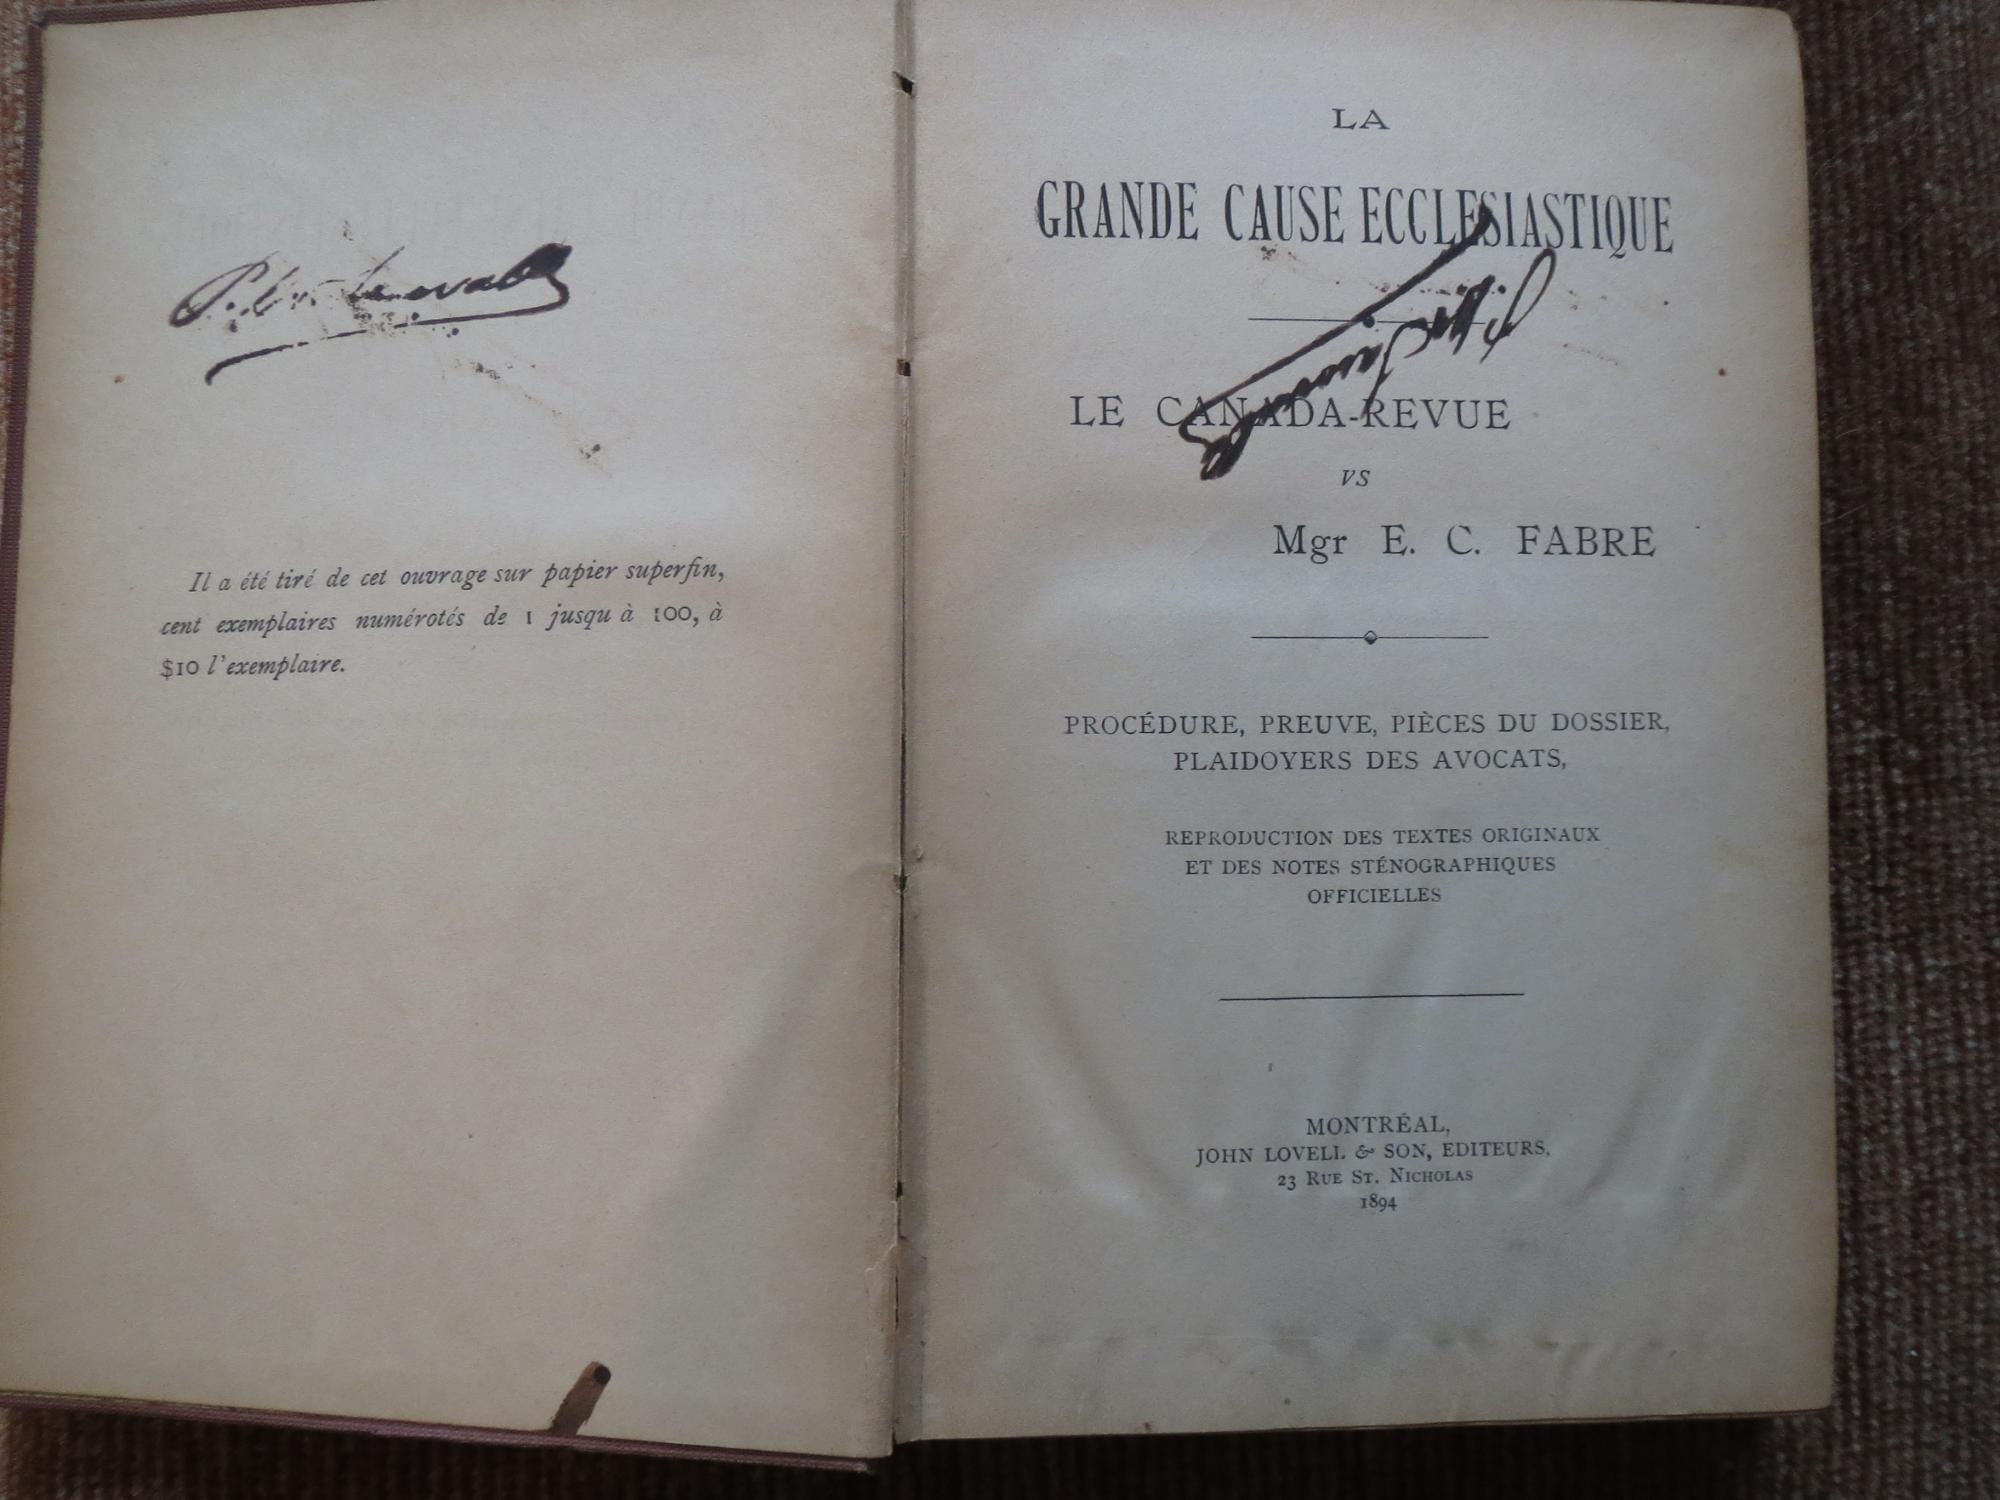 Il a été tiré de cet ouvrage sur papier superfin,
cent exemplaires numérotés de 1 jusqu à 100, à
$10 l'exemplaire.
LA
GRANDE CAUSE ECCLESIASTIQUE
LE CANADA-REVUE
VS
Mgr E. C. FABRE
PROCÉDURE, PREUVE, PIÈCES DU DOSSIER,
PLAIDOYERS DES AVOCATS,
REPRODUCTION DES TEXTES ORIGINAUX
ET DES NOTES STÉNOGRAPHIQUES
OFFICIELLES
MONTRÉAL,
JOHN LOVELL & SON, EDITEURS,
23 RUE ST. NICHOLAS
1894